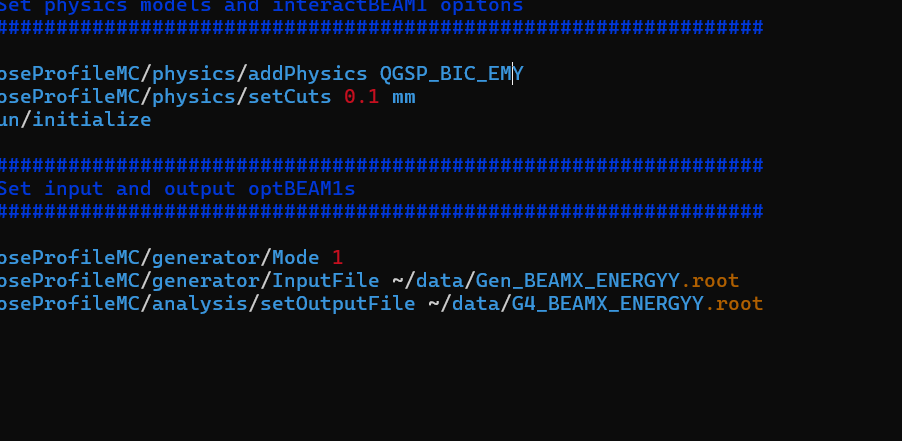 Set physics models and interactBEAM1 opitons
################################################################
oseProfileMC/physics/addPhysics QGSP_BIC_EMY
oseProfileMC/physics/setCuts 0.1 mm
un/initialize
################################################################
Set input and output optBEAM1s
################################################################
oseProfileMC/generator/Mode 1
oseProfileMC/generator/InputFile ~/data/Gen_BEAMX_ENERGYY.root
oseProfileMC/analysis/setOutputFile ~/data/G4_BEAMX_ENERGYY.root